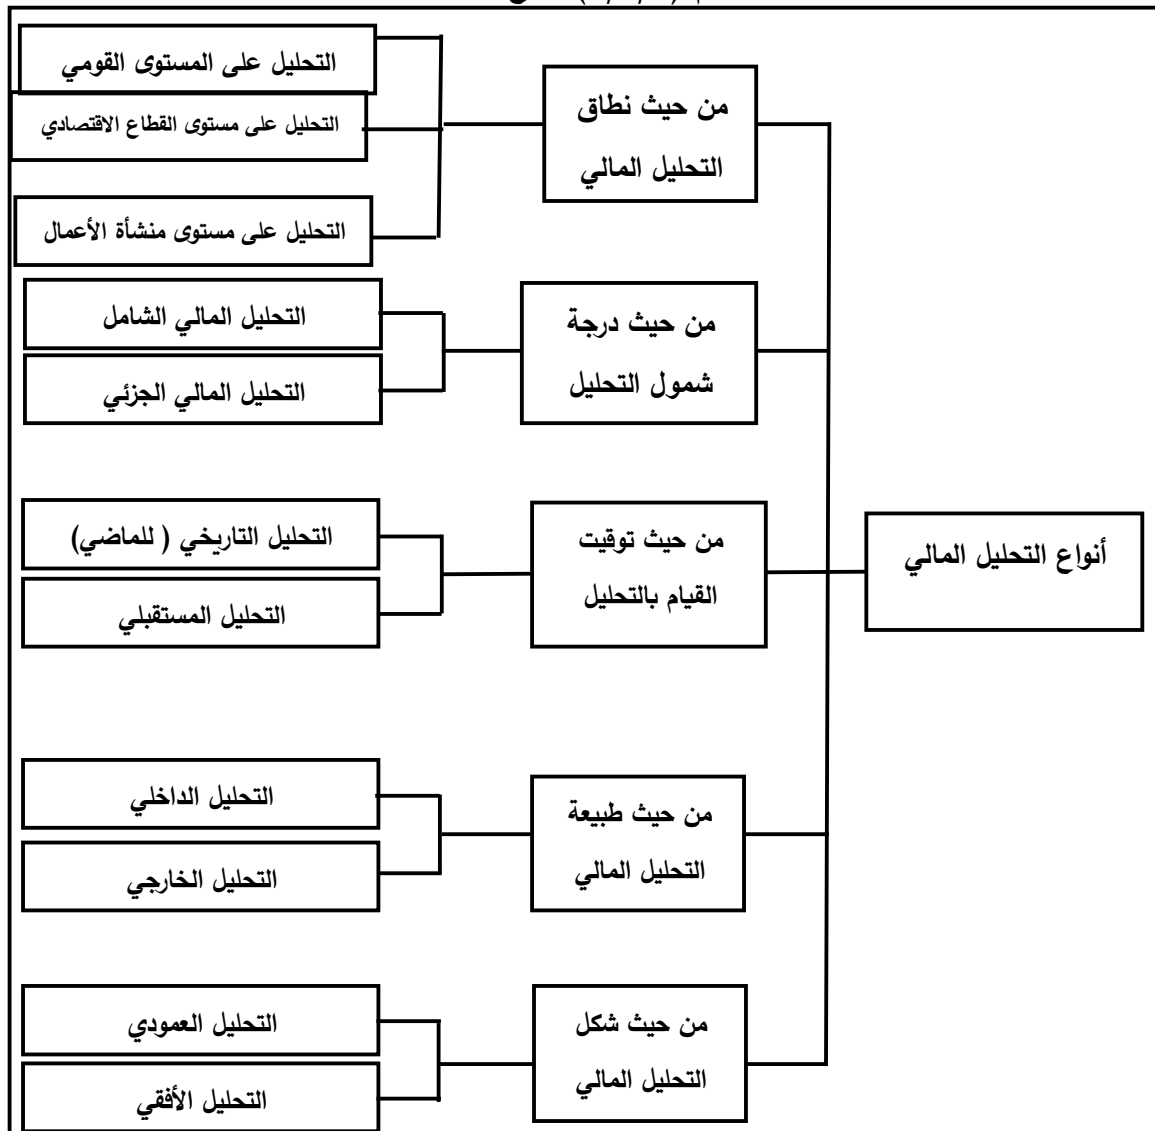 أنواع التحليل المالي
من حيث نطاق
التحليل المالي
التحليل على المستوى القومي
التحليل على مستوى القطاع الاقتصادي
التحليل على مستوى منشأة الأعمال
من حيث درجة
شمول التحليل
التحليل المالي الشامل
التحليل المالي الجزئي
من حيث توقيت
القيام بالتحليل
التحليل التاريخي ( للماضي)
التحليل المستقبلي
من حيث طبيعة
التحليل المالي
التحليل الداخلي
التحليل الخارجي
من حيث شكل
التحليل المالي
التحليل العمودي
التحليل الأفقي